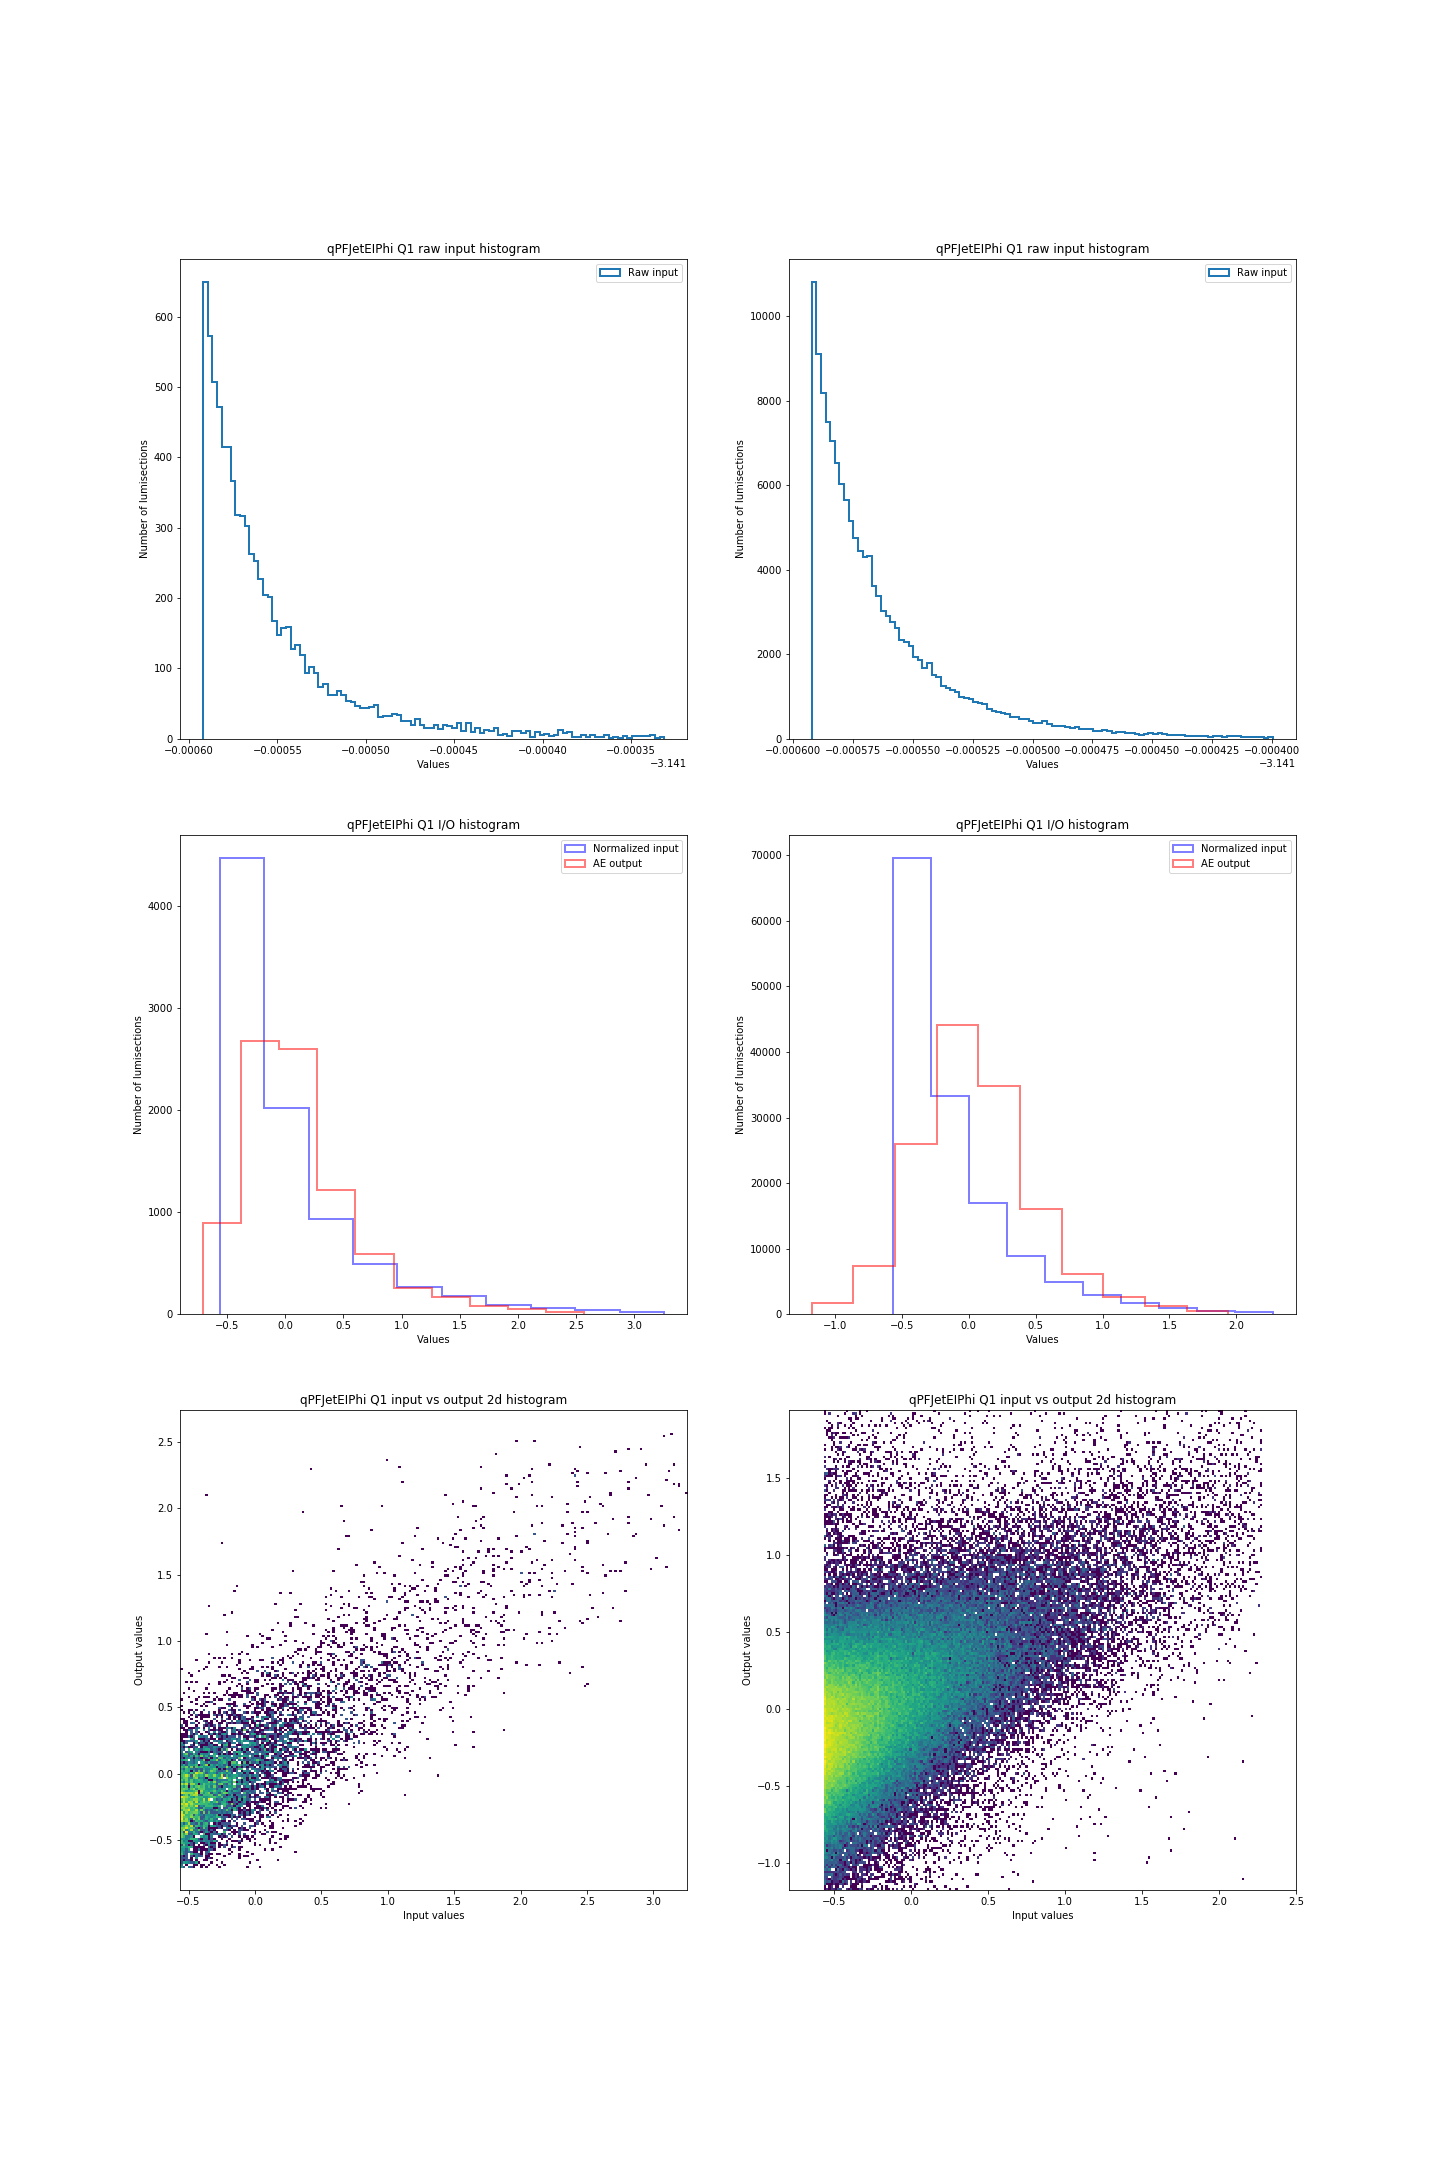 qPFJetEIPhi Q1 raw input histogram
Raw input
Number of lumisections
600
500
400
300
200
100
0
−0.00060 −0.00055 −0.00050 −0.00045 −0.00040 −0.00035
−3.141
Values
qPFJetEIPhi Q1 raw input histogram
Raw input
Number of lumisections
10000
8000
6000
4000
2000
0
−0.000600 −0.000575 −0.000550 −0.000525 −0.000500 −0.000475 −0.000450 −0.000425 −0.000400
−3.141
Values
qPFJetEIPhi Q1 I/O histogram
Normalized input
AE output
Number of lumisections
4000
3000
2000
1000
0
−0.5 0.0 0.5 1.0 1.5 2.0 2.5 3.0
Values
qPFJetEIPhi Q1 I/O histogram
Normalized input
AE output
Number of lumisections
70000
60000
50000
40000
30000
20000
10000
0
−1.0 −0.5 0.0 0.5 1.0 1.5 2.0
Values
qPFJetEIPhi Q1 input vs output 2d histogram
Output values
2.5
2.0
1.5
1.0
0.5
0.0
−0.5
−0.5 0.0 0.5 1.0 1.5 2.0 2.5 3.0
Input values
qPFJetEIPhi Q1 input vs output 2d histogram
Output values
1.5
1.0
0.5
0.0
−0.5
−1.0
−0.5 0.0 0.5 1.0 1.5 2.0 2.5
Input values